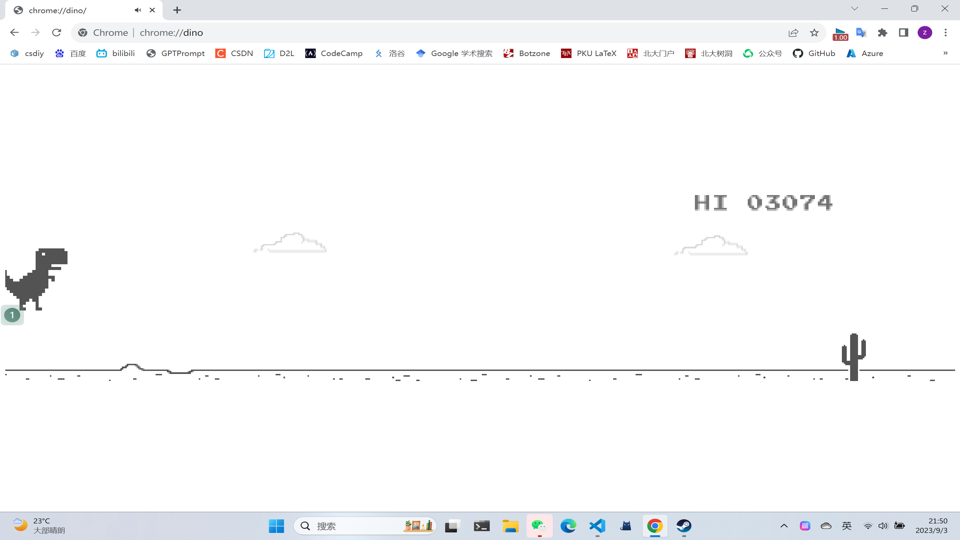 chrome://dino/
Chrome | chrome://dino
1.00
z
csdiy 百度 bilibili GPTPrompt CSDN D2L CodeCamp 洛谷 Google 学术搜索 Botzone PKU LaTeX 北大门户 北大树洞 公众号 GitHub Azure »
HI 03074
1
23°C
大部晴朗
搜索
英
21:50
2023/9/3